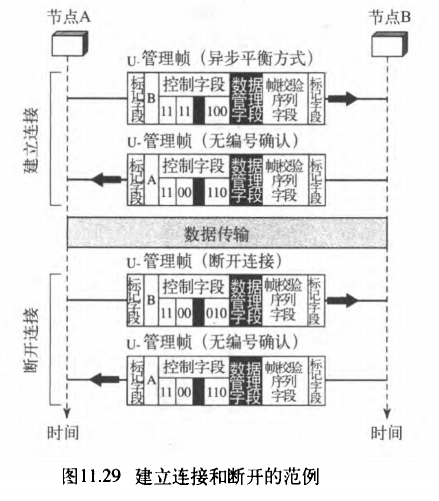 节点A 节点B
U- 管理帧（异步平衡方式）
标记字段 B 控制字段 11 11 100 数据管理字段 帧校验序列字段 标记字段
U- 管理帧（无编号确认）
标记字段 A 控制字段 11 00 110 数据管理字段 帧校验序列字段 标记字段
建立连接
数据传输
U- 管理帧（断开连接）
标记字段 B 控制字段 11 00 010 数据管理字段 帧校验序列字段 标记字段
U- 管理帧（无编号确认）
标记字段 A 控制字段 11 00 110 数据管理字段 帧校验序列字段 标记字段
断开连接
时间 时间
图11.29 建立连接和断开的范例